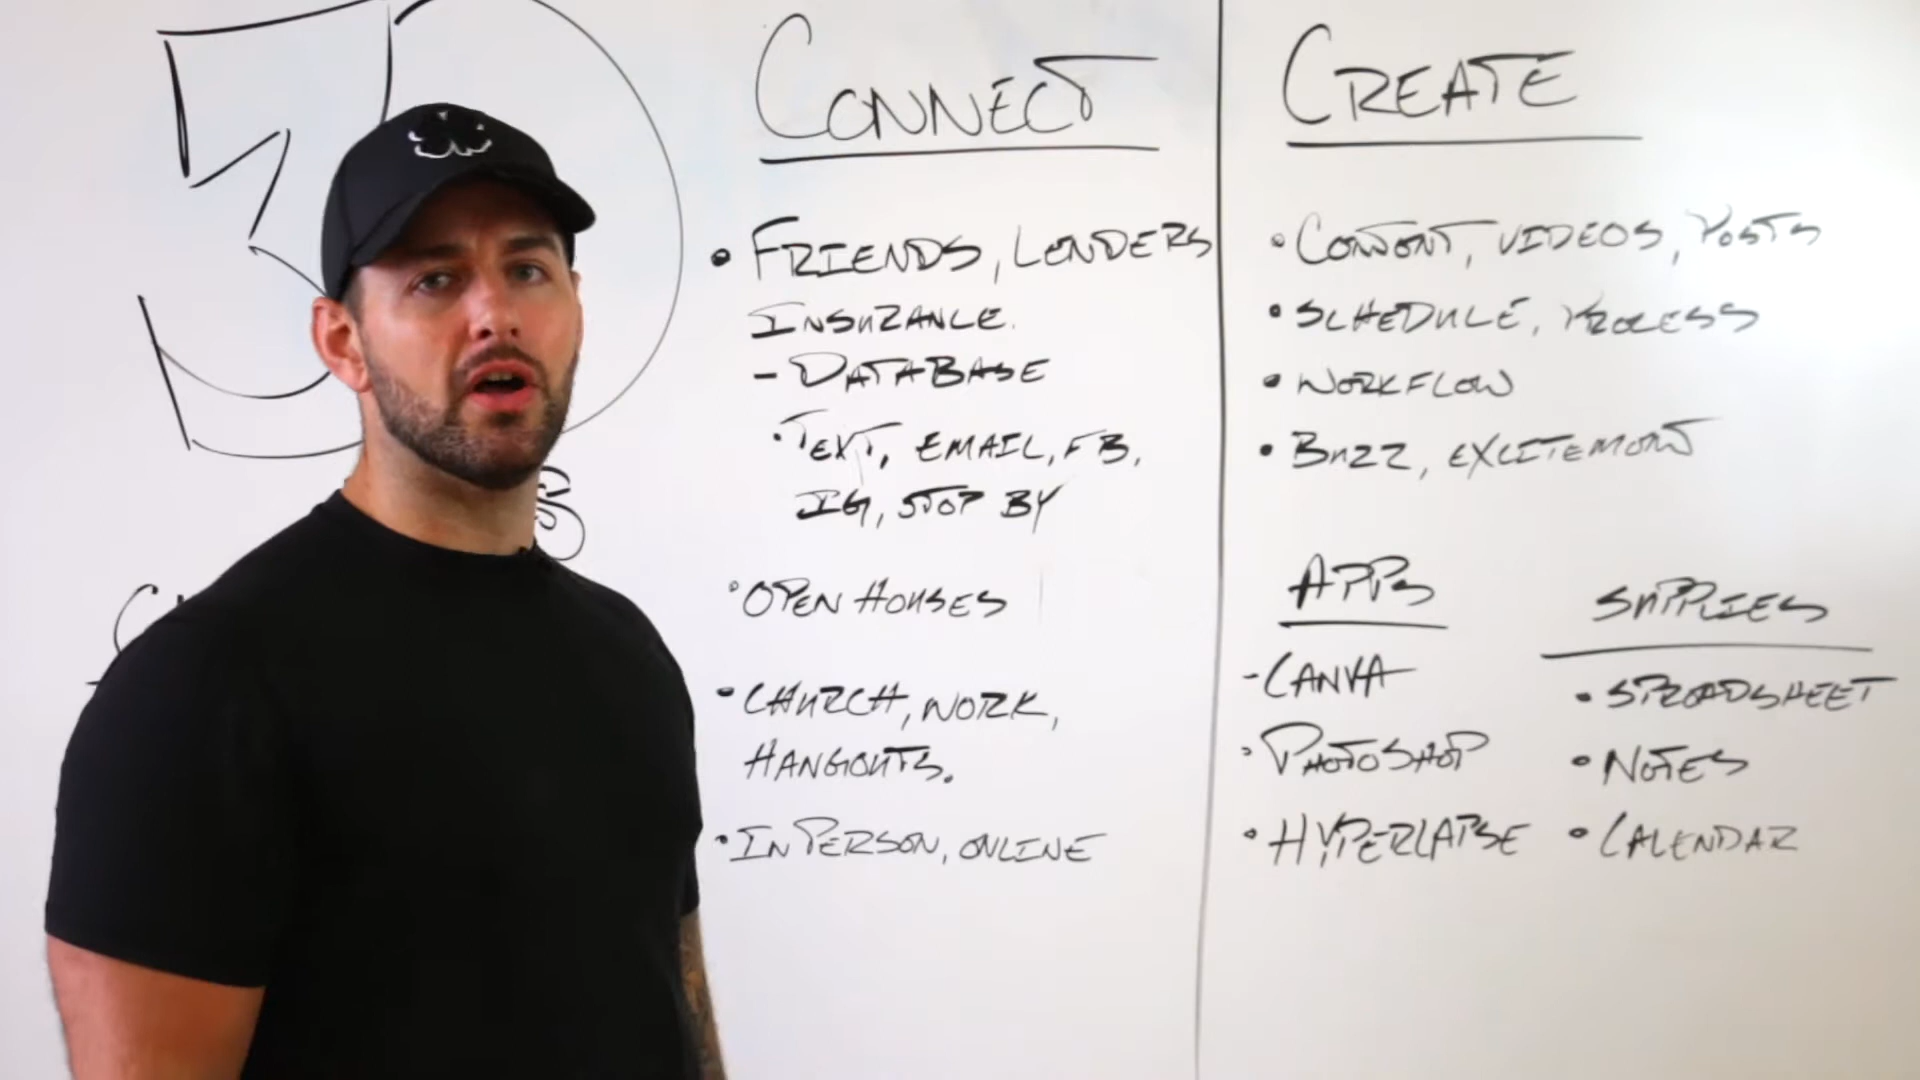 30
CONNECT
• FRIENDS, LENDERS
INSURANCE.
- DATABASE
• TEXT, EMAIL, FB,
IG, STOP BY
• OPEN HOUSES
• CHURCH, WORK,
HANGOUTS.
• IN PERSON, ONLINE
CREATE
• CONTENT, VIDEOS, POSTS
• SCHEDULE, PROCESS
• WORKFLOW
• BUZZ, EXCITEMENT
APPS
- CANVA
• PHOTOSHOP
• HYPERLAPSE
SUPPLIES
• SPREADSHEET
• NOTES
• CALENDAR